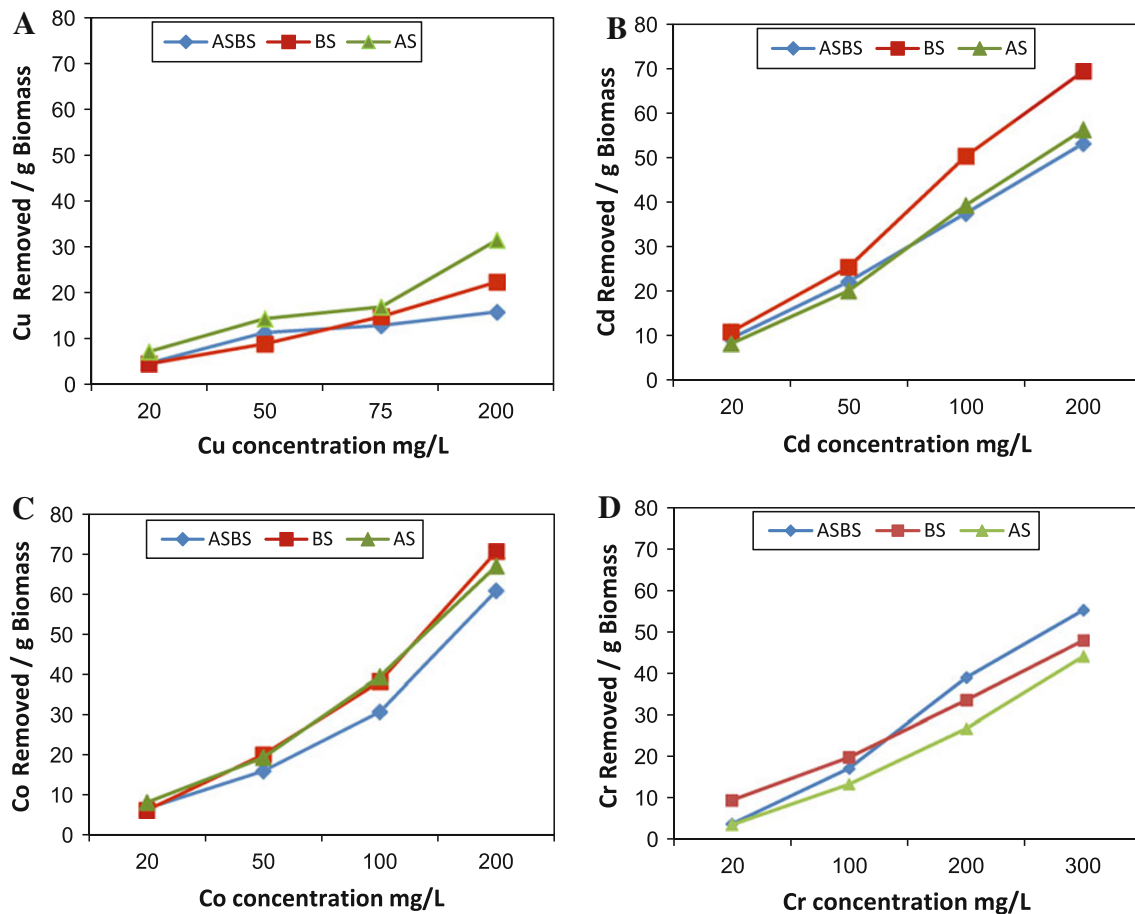 A
Cu Removed / g Biomass
80
70
60
50
40
30
20
10
0
ASBS BS AS
20 50 75 200
Cu concentration mg/L
B
Cd Removed / g Biomass
80
70
60
50
40
30
20
10
0
ASBS BS AS
20 50 100 200
Cd concentration mg/L
C
Co Removed / g Biomass
80
70
60
50
40
30
20
10
0
ASBS BS AS
20 50 100 200
Co concentration mg/L
D
Cr Removed / g Biomass
80
70
60
50
40
30
20
10
0
ASBS BS AS
20 100 200 300
Cr concentration mg/L